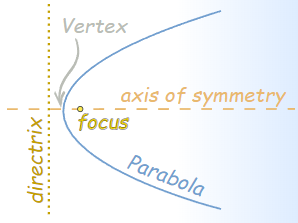 Vertex
axis of symmetry
focus
directrix
Parabola